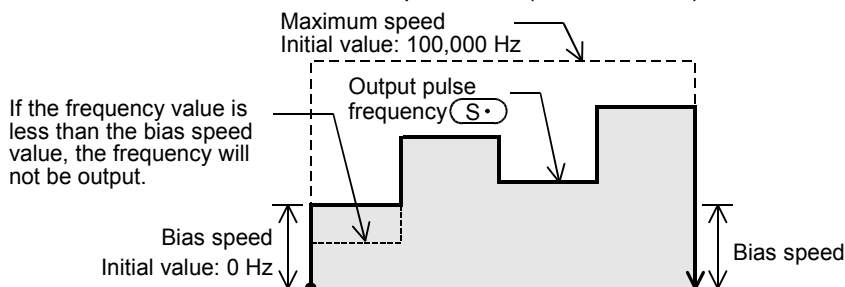 Maximum speed
Initial value: 100,000 Hz
Output pulse
frequency S·
If the frequency value is
less than the bias speed
value, the frequency will
not be output.
Bias speed
Initial value: 0 Hz
Bias speed